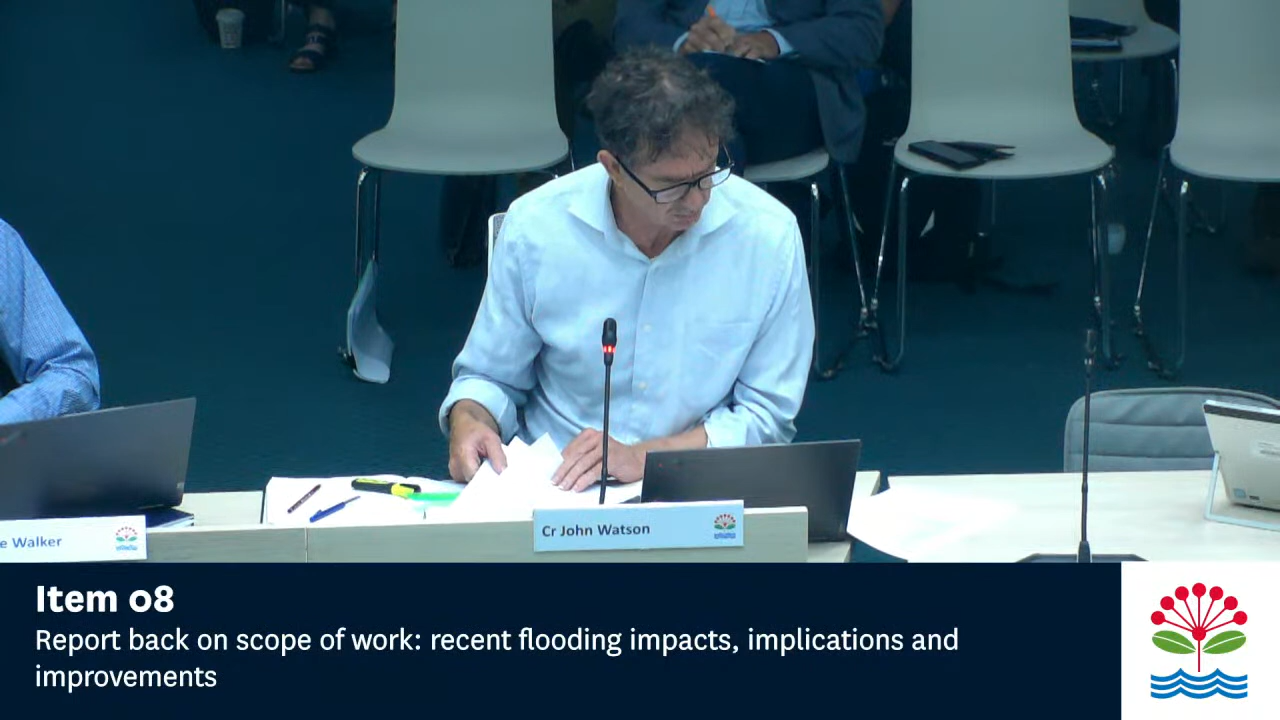 e Walker
Cr John Watson
Item 08
Report back on scope of work: recent flooding impacts, implications and
improvements